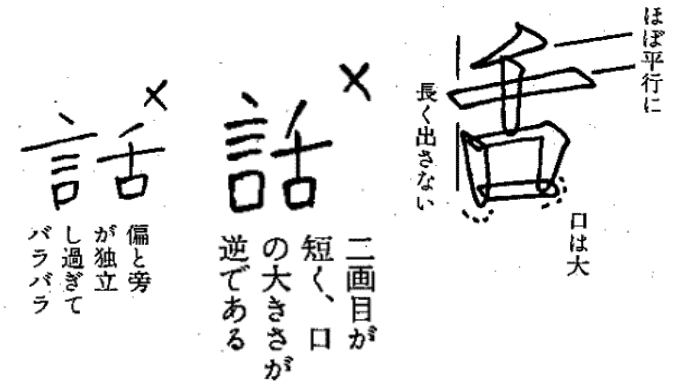 ほぼ平行に
舌
長く出さない
口は大
×
話
二画目が
短く、口
の大きさが
逆である
×
話
偏と旁
が独立
し過ぎて
バラバラ